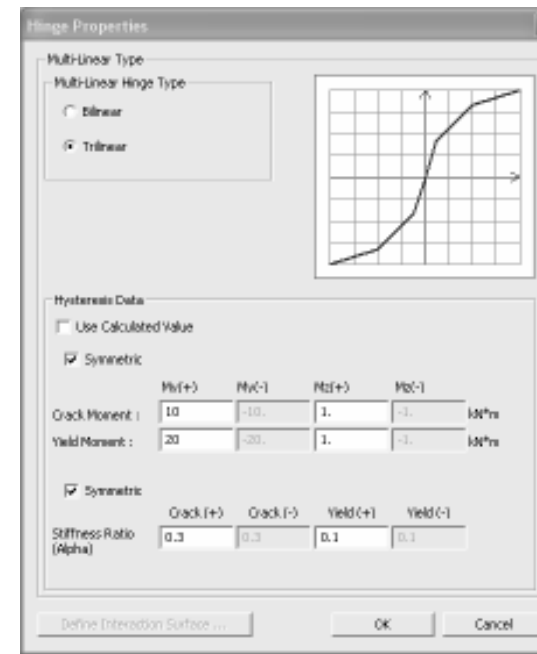 Hinge Properties
Multi-Linear Type
Multi-Linear Hinge Type
Bilinear
Trilinear
Hysteresis Data
Use Calculated Value
Symmetric
My(+) My(-) Mz(+) Mz(-)
Crack Moment : 10 -10. 1. -1. kN*m
Yield Moment : 20 -20. 1. -1. kN*m
Symmetric
Crack (+) Crack (-) Yield (+) Yield (-)
Stiffness Ratio 0.3 0.3 0.1 0.1
(Alpha)
Define Interaction Surface ... OK Cancel